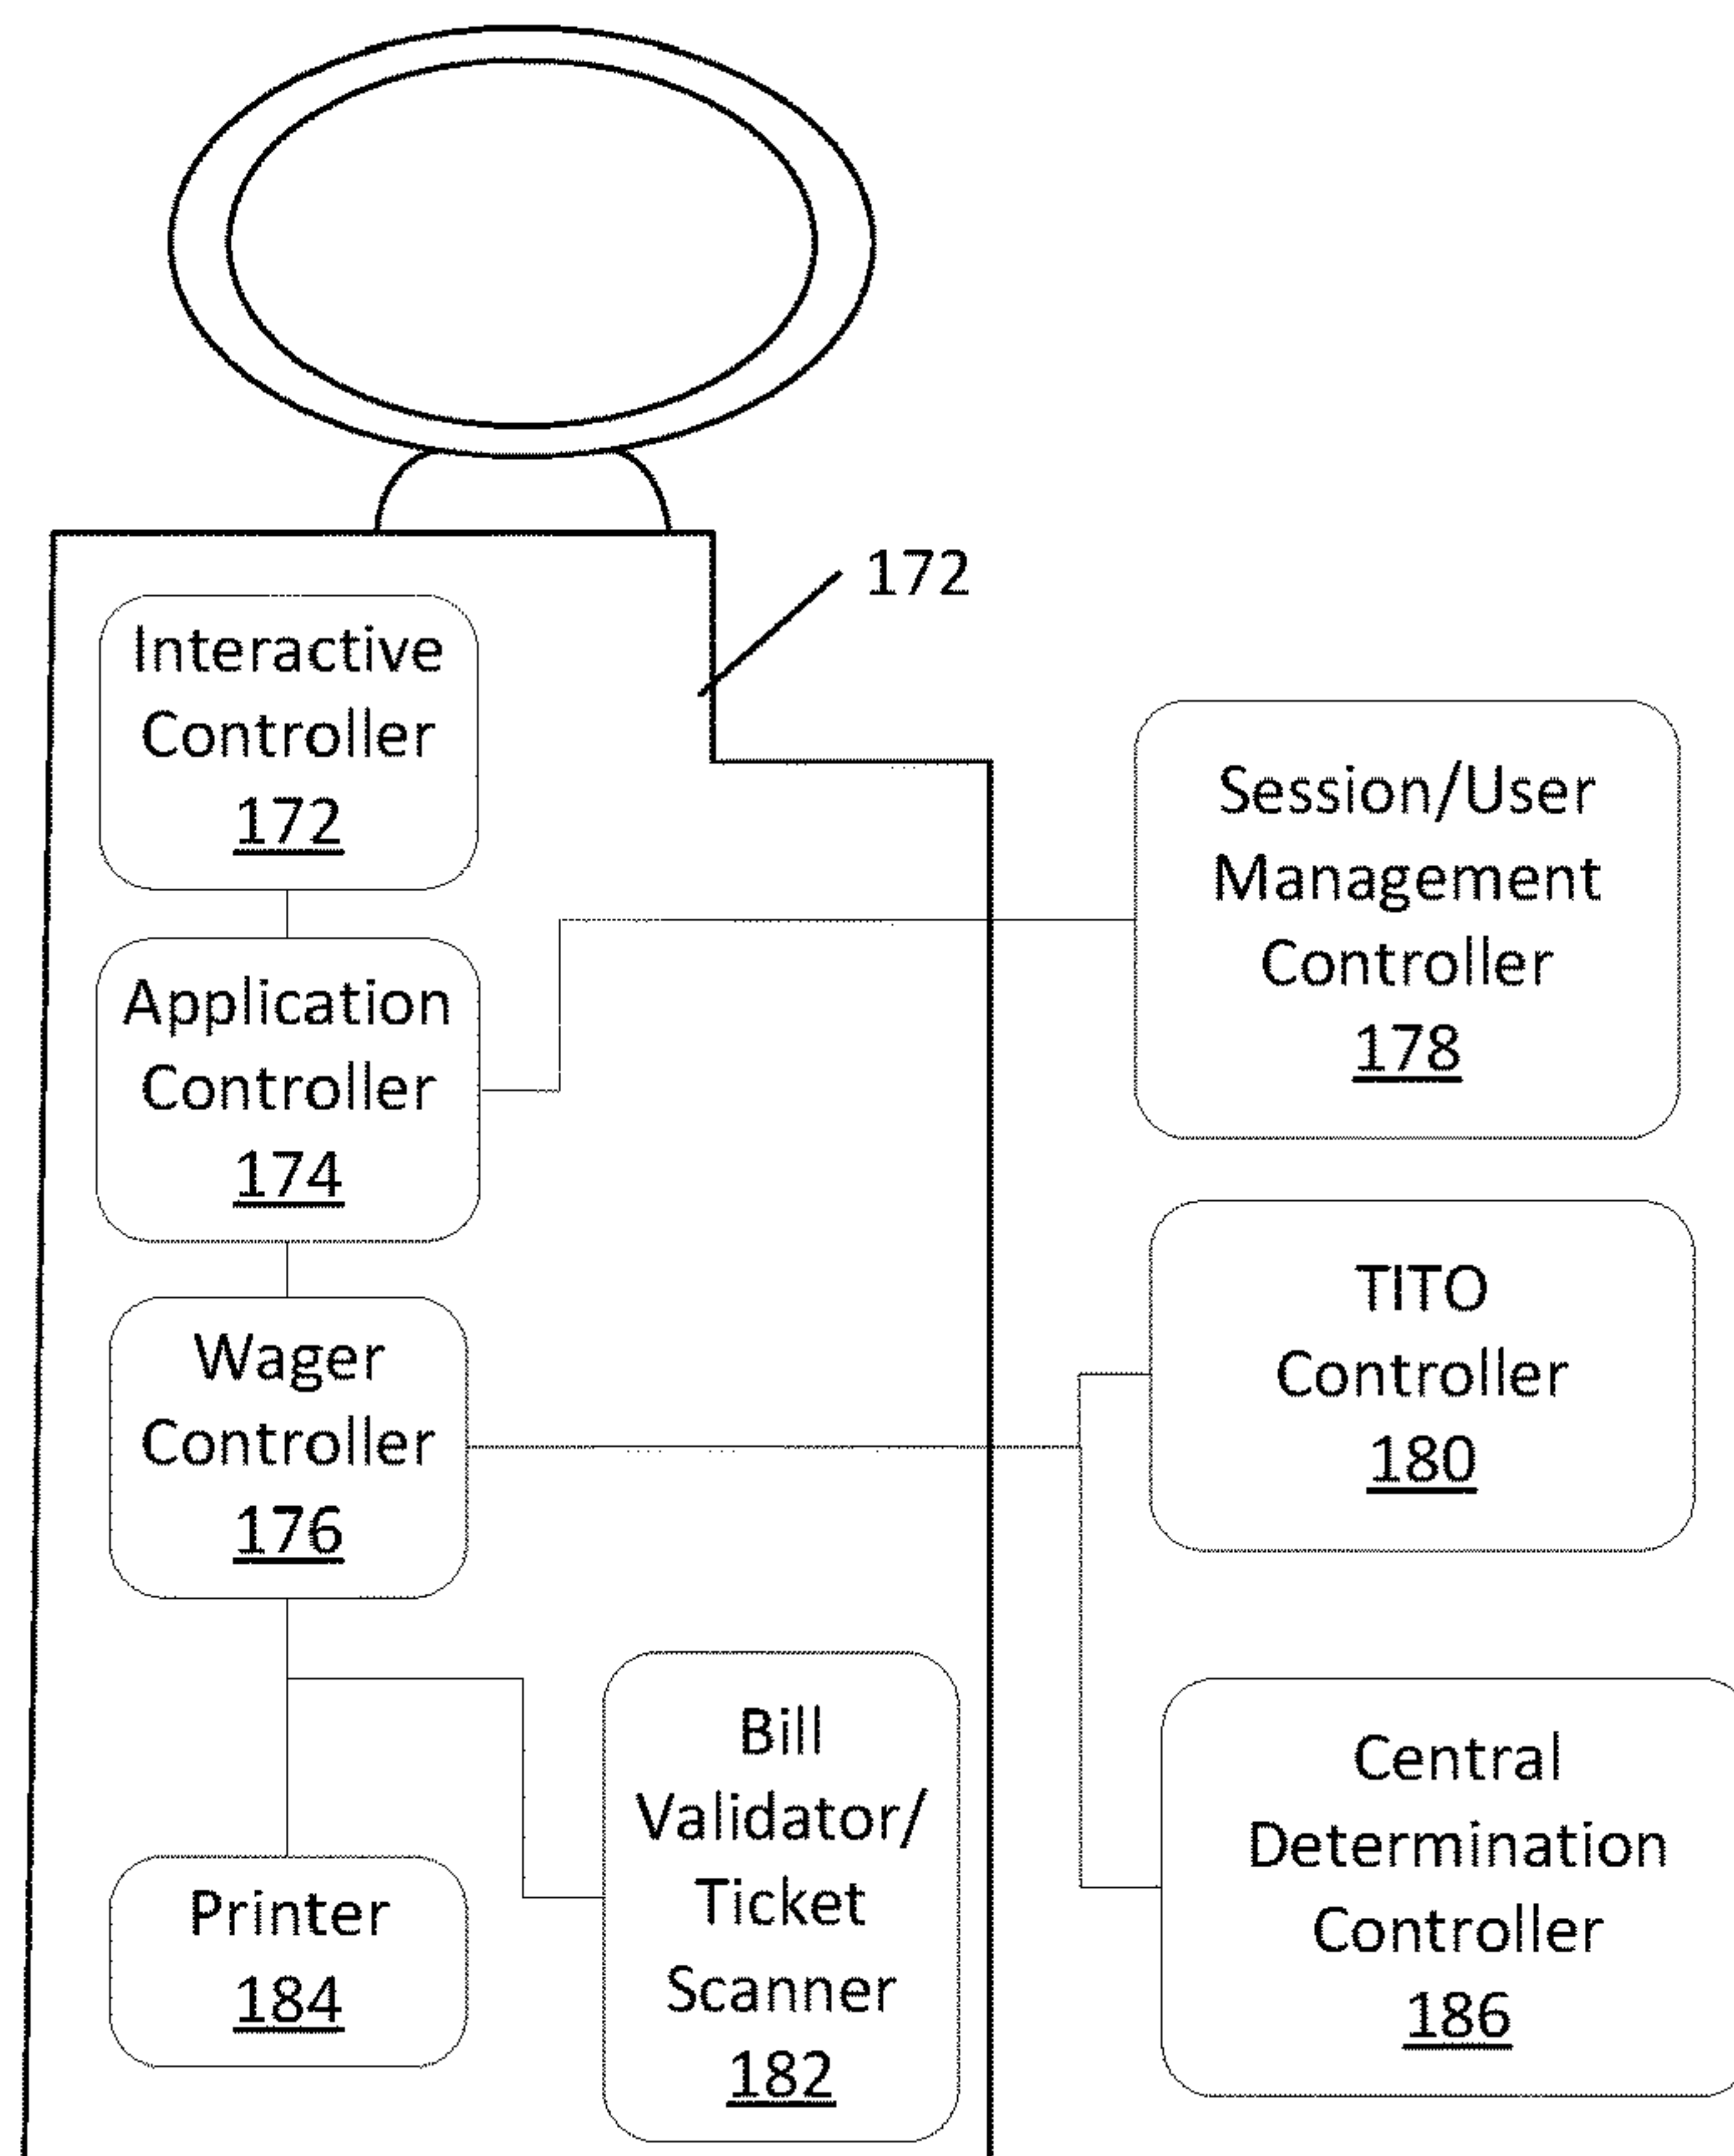 172
Interactive
Controller
172
Application
Controller
174
Wager
Controller
176
Printer
184
Bill
Validator/
Ticket
Scanner
182
Session/User
Management
Controller
178
TITO
Controller
180
Central
Determination
Controller
186